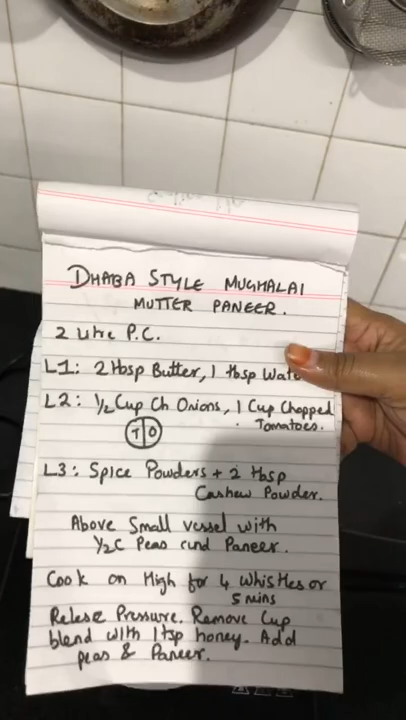 DHABA STYLE MUGHALAI
MUTTER PANEER.
2 Litre P.C.
L1: 2 Tbsp Butter, 1 Tbsp Wate
L2: ½ Cup Ch Onions, 1 Cup Chopped
Tomatoes.
T O
L3: Spice Powders + 2 Tbsp
Cashew Powder.
Above Small vessel with
½C Peas and Paneer.
Cook on High for 4 Whistles or
5 mins
Relese Pressure. Remove Cup
blend with 1 tsp honey. Add
peas & Paneer.